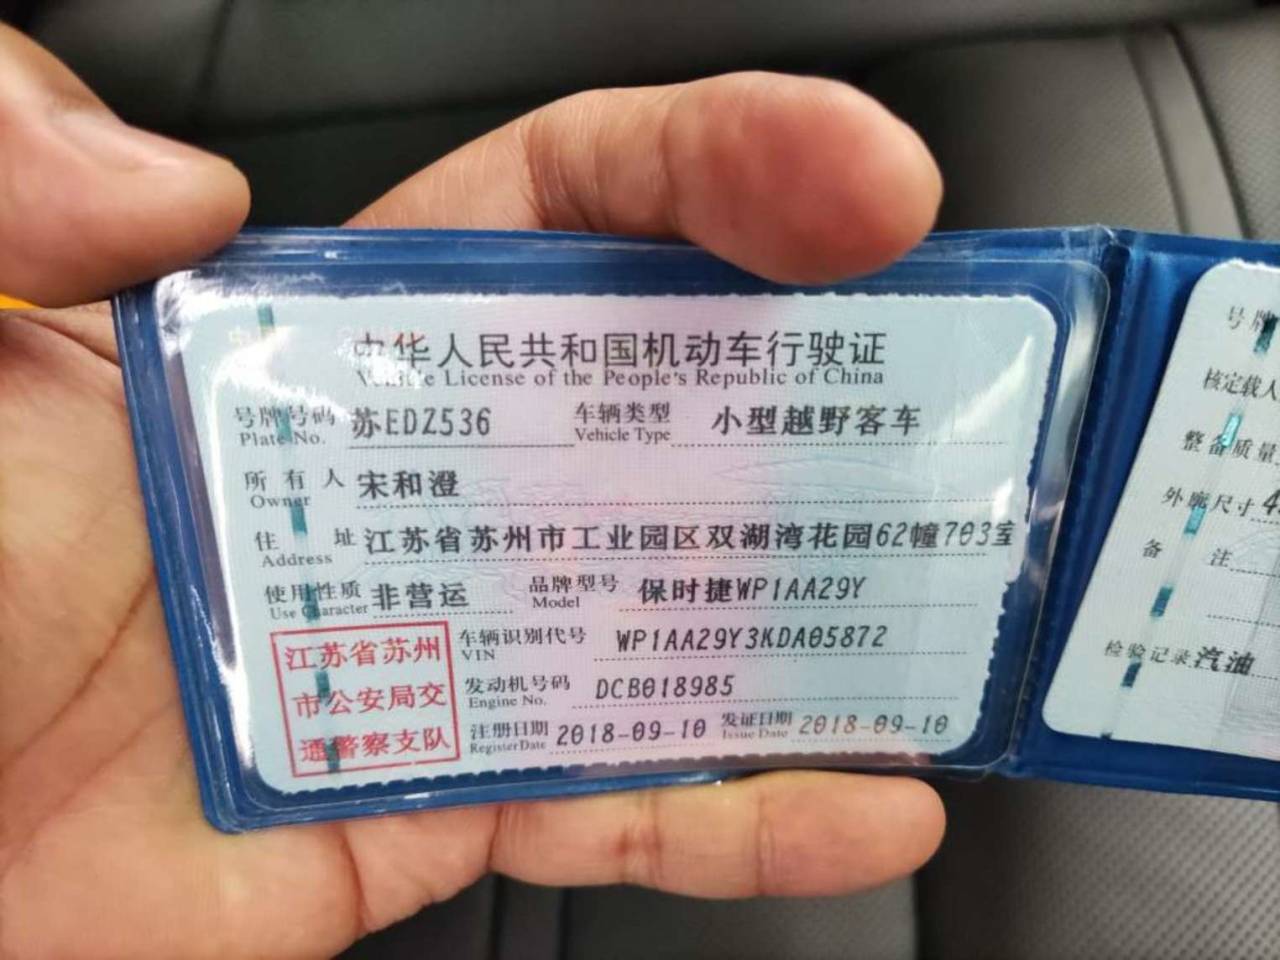 中华人民共和国机动车行驶证
Vehicle License of the People's Republic of China
号牌号码 苏EDZ536 车辆类型 小型越野客车
Plate No. Vehicle Type
所有人 宋和澄
Owner
住址 江苏省苏州市工业园区双湖湾花园62幢703室
Address
使用性质 非营运 品牌型号 保时捷WP1AA29Y
Use Character Model
江苏省苏州
市公安局交
通警察支队
车辆识别代号 WP1AA29Y3KDA05872
VIN
发动机号码 DCB018985
Engine No.
注册日期 2018-09-10 发证日期 2018-09-10
Register Date Issue Date
号牌
核定载人
整备质量
外廓尺寸 4
备注
检验记录 汽油